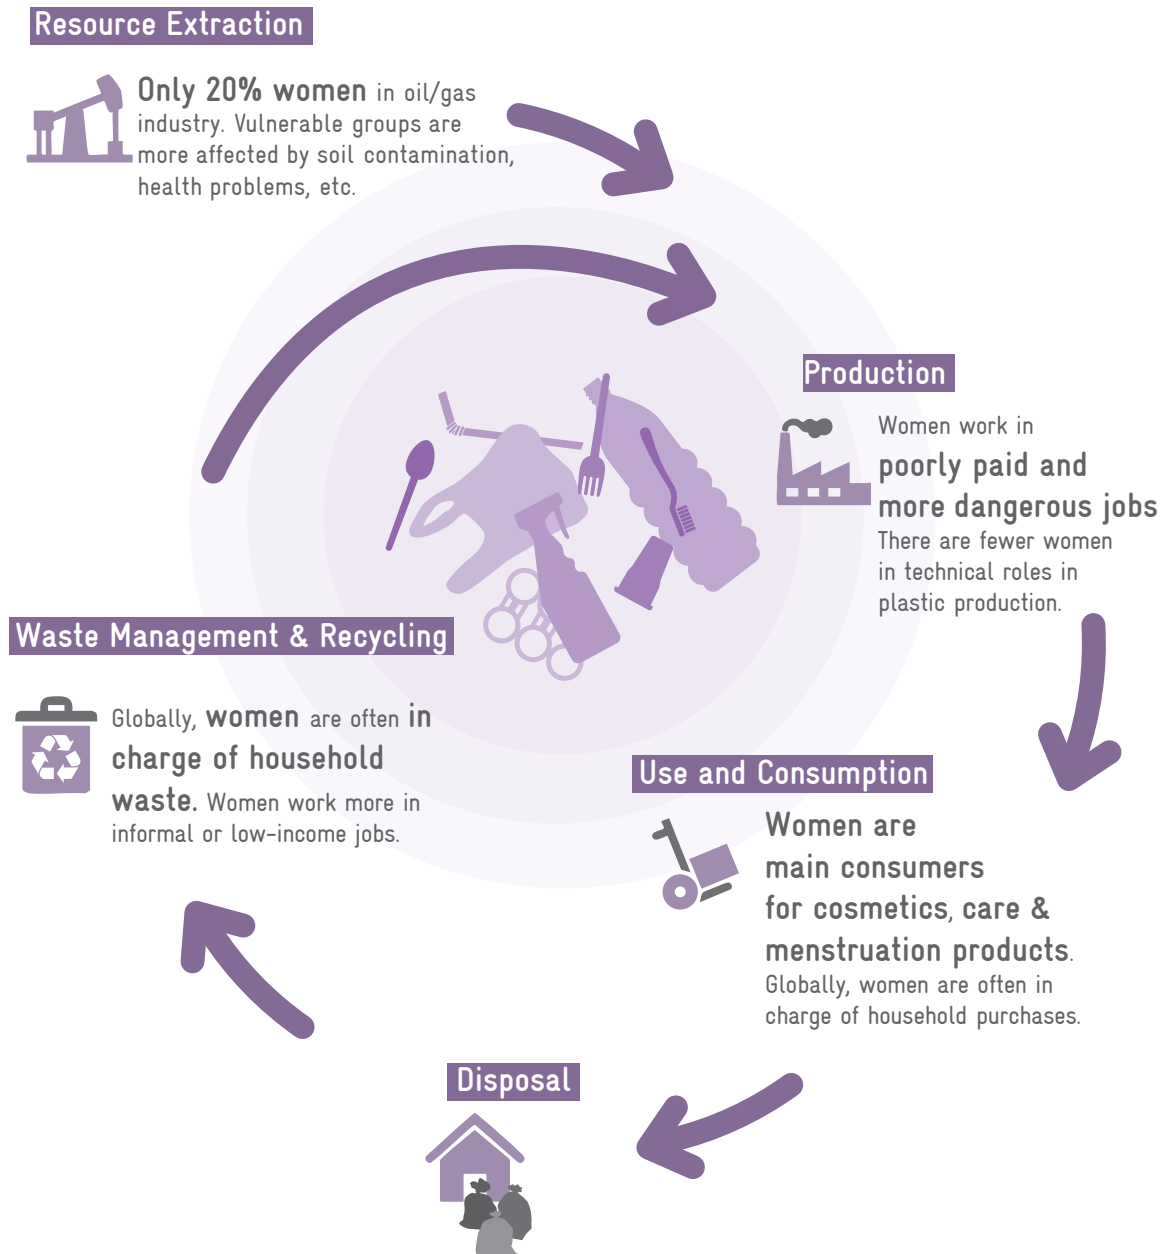 Resource Extraction
Only 20% women in oil/gas
industry. Vulnerable groups are
more affected by soil contamination,
health problems, etc.
Production
Women work in
poorly paid and
more dangerous jobs
There are fewer women
in technical roles in
plastic production.
Waste Management & Recycling
Globally, women are often in
charge of household
waste. Women work more in
informal or low-income jobs.
Use and Consumption
Women are
main consumers
for cosmetics, care &
menstruation products.
Globally, women are often in
charge of household purchases.
Disposal